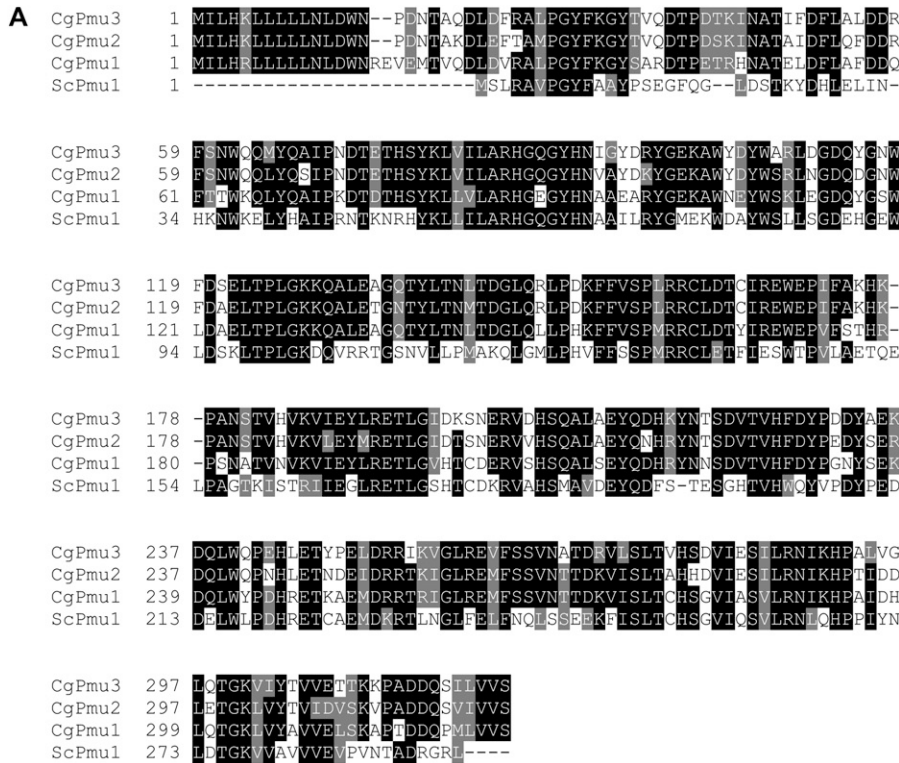 A
CgPmu3 1 MILHKLLLLLNLDWN--PDNTAQDLDFRALPGYFKGYTVQDTPDTKINATIFDFLALDDR
CgPmu2 1 MILHKLLLLLNLDWN--PDNTAKDLEFTAMPGYFKGYTVQDTPDSKINATAIDFLQFDDR
CgPmu1 1 MILHRLLLLLNLDWNREVEMTVQDLDVRALPGYFKGYSARDTPETRHNATELDFLAFDDQ
ScPmu1 1 ------------------------MSLRAVPGYFAAYPSEGFQG--LDSTKYDHLELIN-
CgPmu3 59 FSNWQQMYQAIPNDTETHSYKLVILARHGQGYHNIGYDRYGEKAWYDYWARLDGDQYGNW
CgPmu2 59 FSNWQQLYQSIPNDTETHSYKLVILARHGQGYHNVAYDKYGEKAWYDYWSRLNGDQDGNW
CgPmu1 61 FTTWKQLYQAIPKDTDTHSYKLLVLARHGEGYHNAAEARYGEKAWNEYWSKLEGDQYGSW
ScPmu1 34 HKNWKELYHAIPRNTKNRHYKLLILARHGQGYHNAAILRYGMEKWDAYWSLLSGDEHGEW
CgPmu3 119 FDSELTPLGKKQALEAGQTYLTNLTDGLQRLPDKFFVSPLRRCLDTCIREWEPIFAKHK-
CgPmu2 119 FDAELTPLGKKQALETGNTYLTNMTDGLQRLPDKFFVSPLRRCLDTCIREWEPIFAKHK-
CgPmu1 121 LDAELTPLGKKQALEAGQTYLTNLTDGLQLLPHKFFVSPMRRCLDTYIREWEPVFSTHR-
ScPmu1 94 LDSKLTPLGKDQVRRTGSNVLLPMAKQLGMLPHVFFSSPMRRCLETFIESWTPVLAETQE
CgPmu3 178 -PANSTVHVKVIEYLRETLGIDKSNERVDHSQALAEYQDHKYNTSDVTVHFDYPDDYAEK
CgPmu2 178 -PANSTVHVKVLEYMRETLGIDTSNERVVHSQALAEYQNHRYNTSDVTVHFDYPEDYSER
CgPmu1 180 -PSNATVNVKVIEYLRETLGVHTCDERVSHSQALSEYQDHRYNNSDVTVHFDYPGNYSEK
ScPmu1 154 LPAGTKISTRIIEGLRETLGSHTCDKRVAHSMAVDEYQDFS-TESGHTVHWQYVPDYPED
CgPmu3 237 DQLWQPEHLETYPELDRRIKVGLREVFSSVNATDRVLSLTVHSDVIESILRNIKHPALVG
CgPmu2 237 DQLWQPNHLETNDEIDRRTKIGLREMFSSVNTTDKVISLTAHHDVIESILRNIKHPTIDD
CgPmu1 239 DQLWYPDHRETKAEMDRRTRIGLREMFSSVNTTDKVISLTCHSGVIASVLRNIKHPAIDH
ScPmu1 213 DELWLPDHRETCAEMDKRTLNGLFELFNQLSSEEKFISLTCHSGVIQSVLRNLQHPPIYN
CgPmu3 297 LQTGKVIYTVVETTKKPADDQSILVVS
CgPmu2 297 LETGKLVYTVIDVSKVPADDQSVIVVS
CgPmu1 299 LQTGKLVYAVVELSKAPTDDQPMLVVS
ScPmu1 273 LDTGKVVAVVVEVPVNTADRGRL----